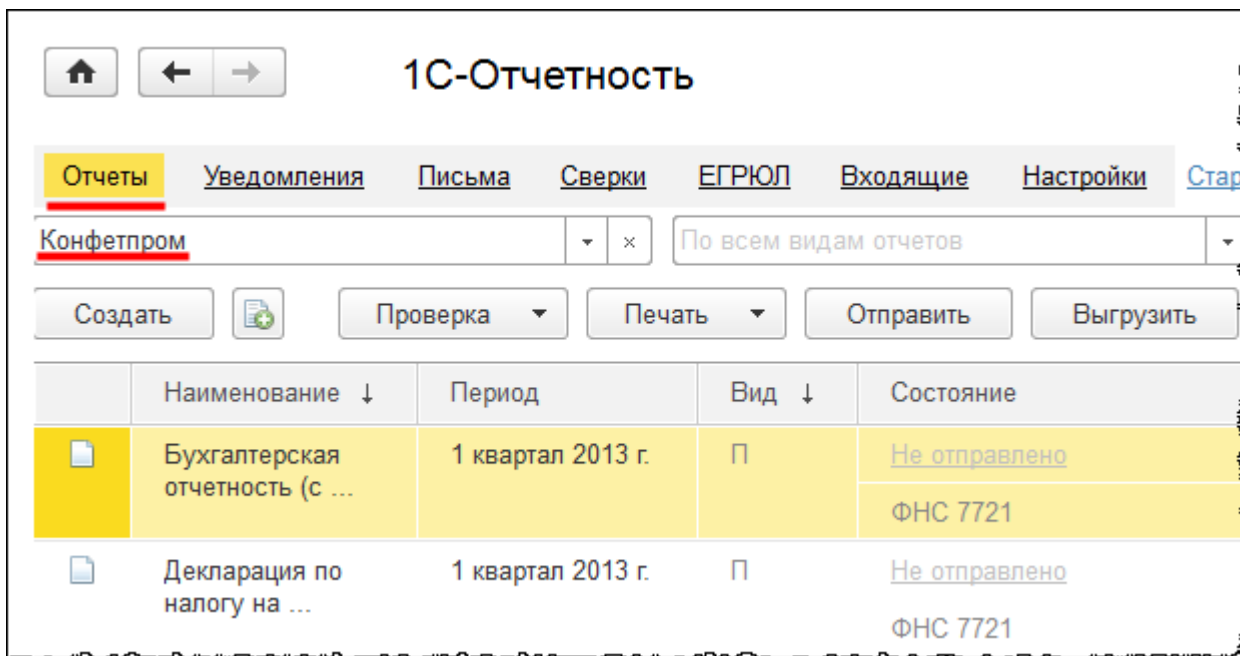 1С-Отчетность
Отчеты Уведомления Письма Сверки ЕГРЮЛ Входящие Настройки Стар
Конфетпром По всем видам отчетов
Создать Проверка Печать Отправить Выгрузить
Наименование ↓ Период Вид ↓ Состояние
Бухгалтерская 1 квартал 2013 г. П Не отправлено
отчетность (с ...
ФНС 7721
Декларация по 1 квартал 2013 г. П Не отправлено
налогу на ...
ФНС 7721